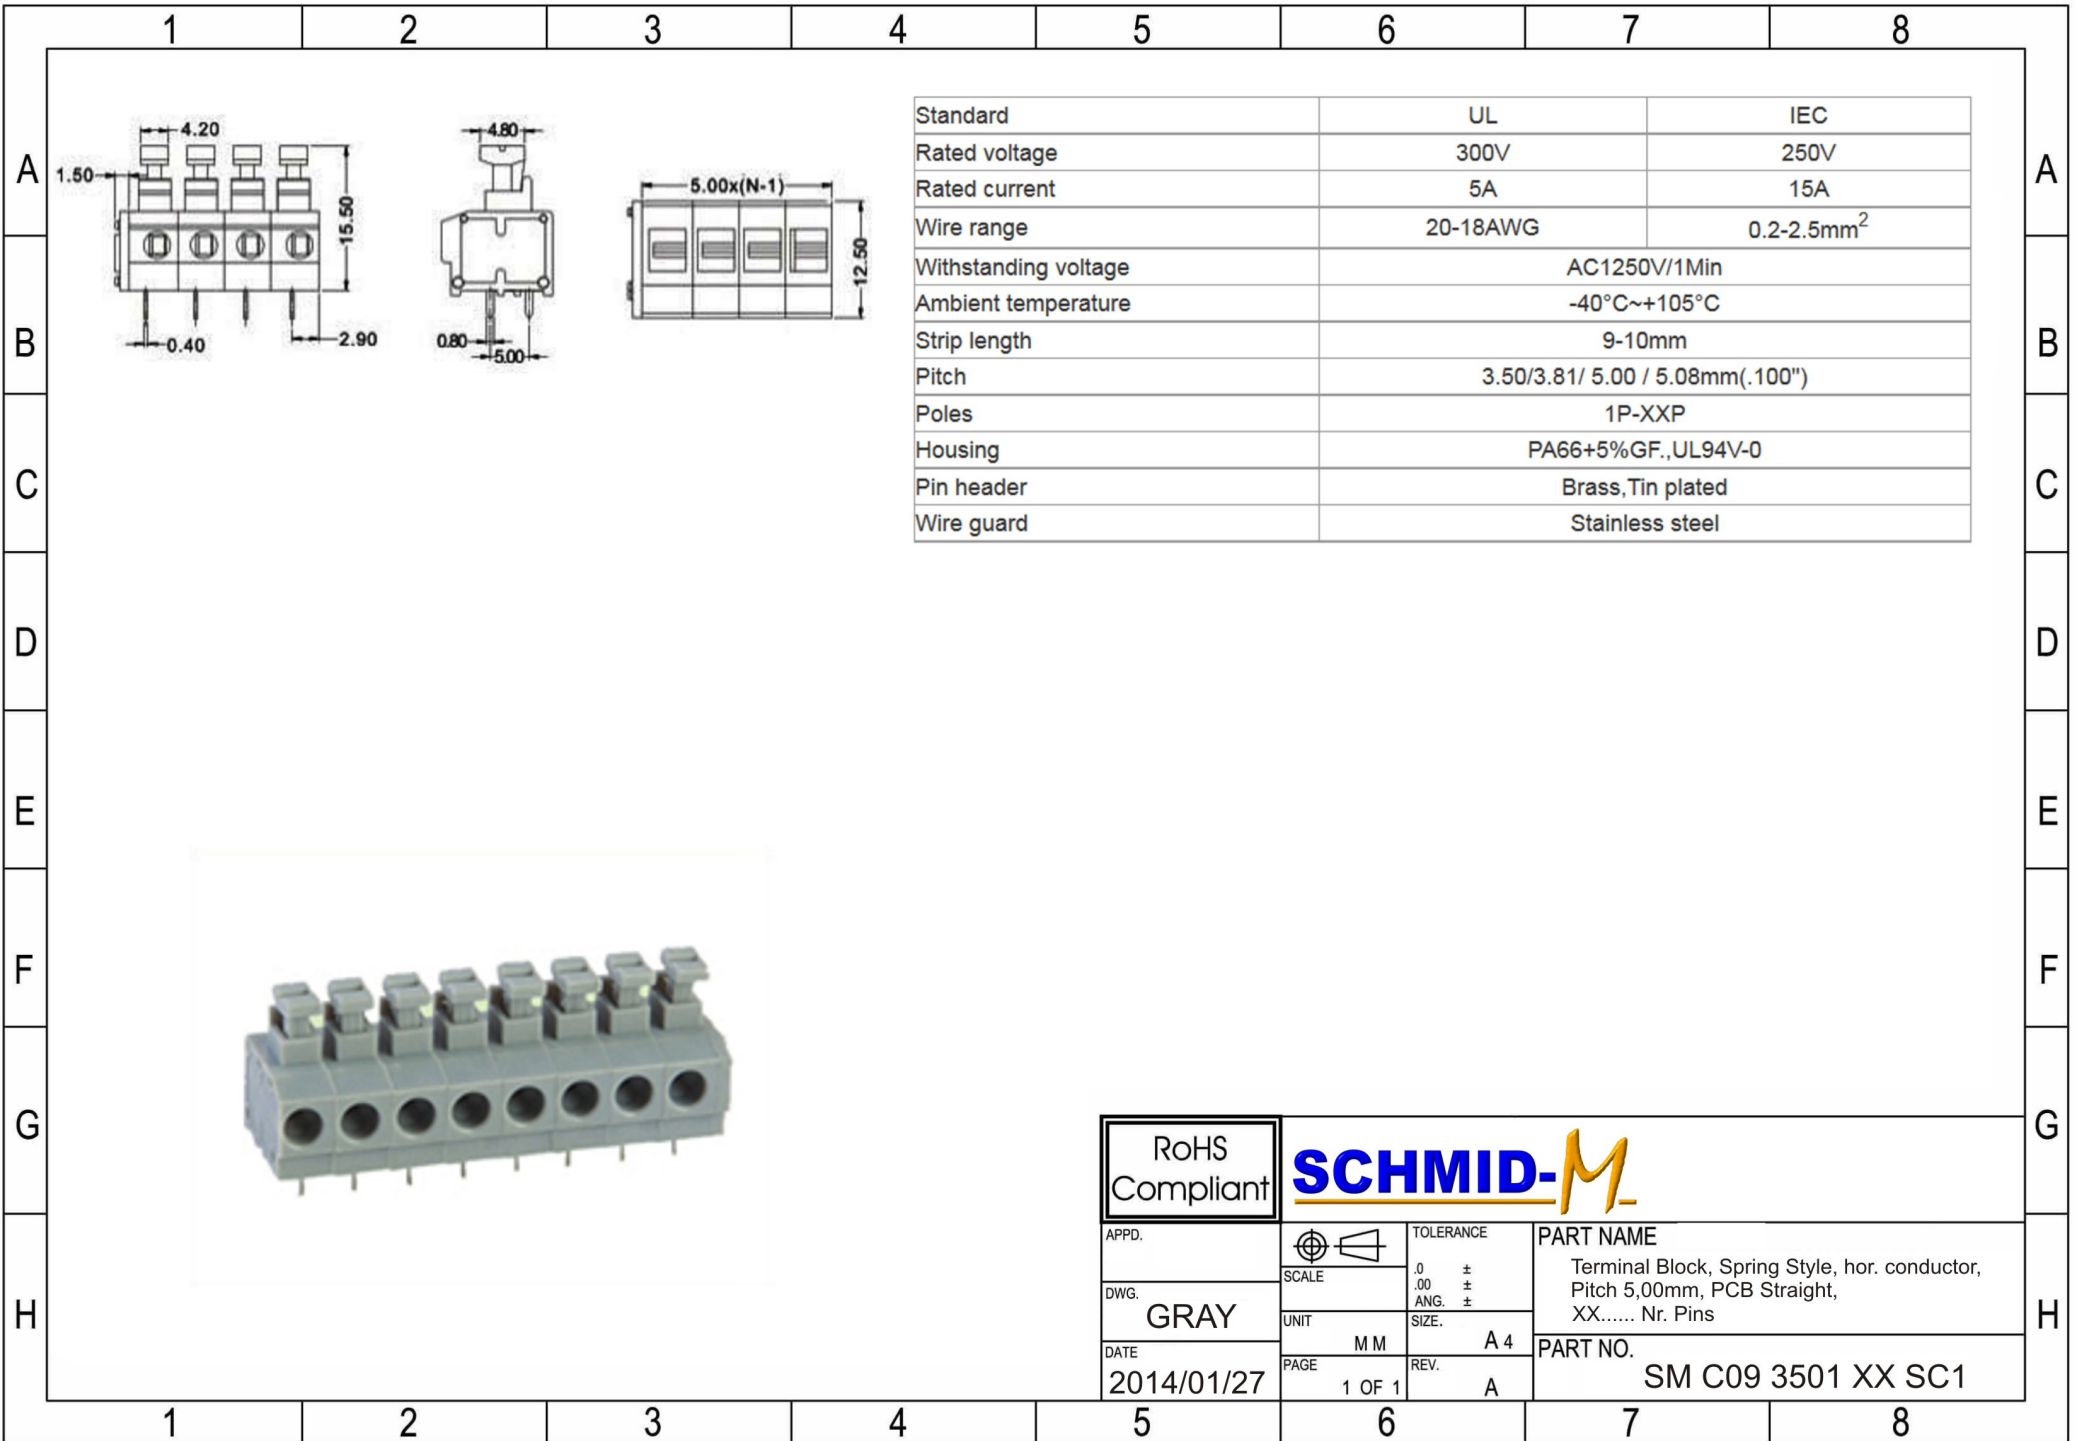 1 2 3 4 5 6 7 8
A A
B B
C C
D D
E E
F F
G G
H H
4.20
1.50
15.50
0.40
2.90
4.80
0.80
5.00
5.00x(N-1)
12.50
Standard UL IEC
Rated voltage 300V 250V
Rated current 5A 15A
Wire range 20-18AWG 0.2-2.5mm²
Withstanding voltage AC1250V/1Min
Ambient temperature -40°C~+105°C
Strip length 9-10mm
Pitch 3.50/3.81/ 5.00 / 5.08mm(.100")
Poles 1P-XXP
Housing PA66+5%GF.,UL94V-0
Pin header Brass,Tin plated
Wire guard Stainless steel
RoHS
Compliant
SCHMID-M
APPD.
DWG.
GRAY
DATE
2014/01/27
SCALE
UNIT
MM
PAGE
1 OF 1
TOLERANCE
.0 ±
.00 ±
ANG. ±
SIZE.
A4
REV.
A
PART NAME
Terminal Block, Spring Style, hor. conductor,
Pitch 5,00mm, PCB Straight,
XX...... Nr. Pins
PART NO.
SM C09 3501 XX SC1
1 2 3 4 5 6 7 8